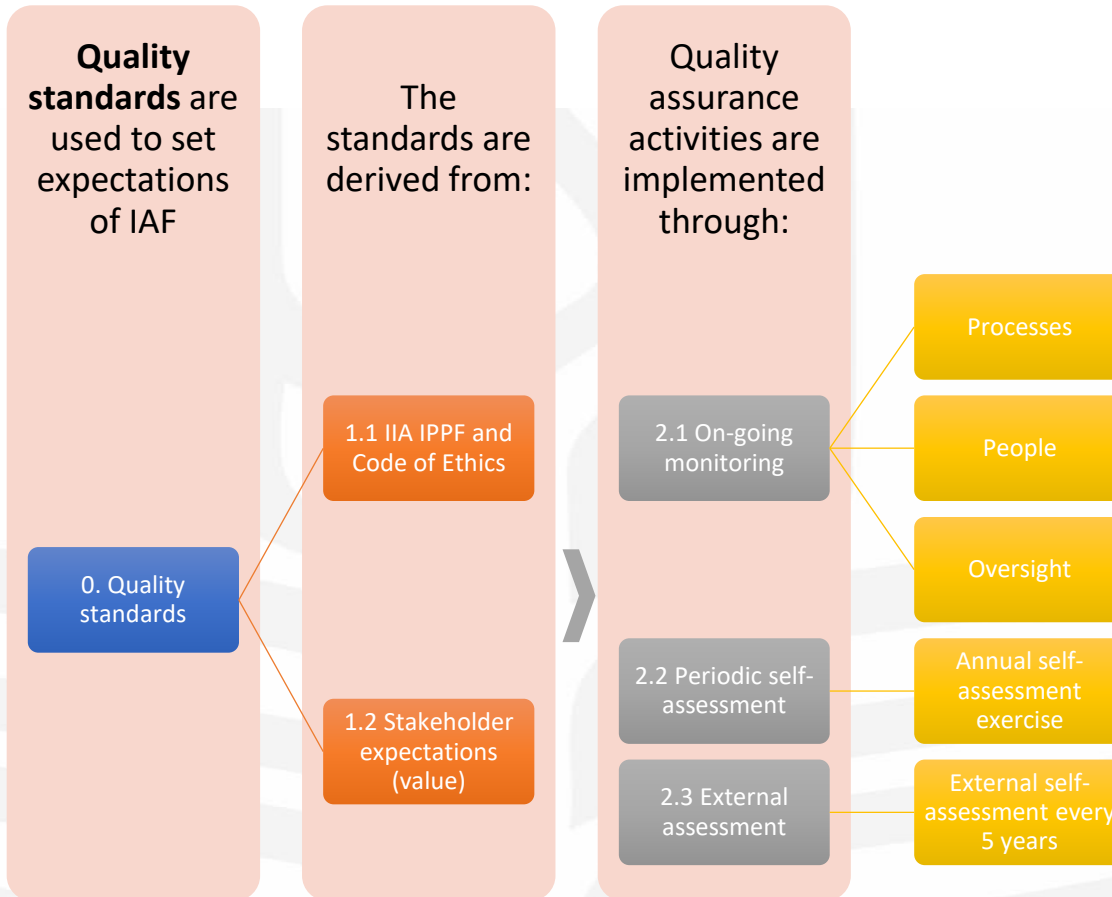 Quality
standards are
used to set
expectations
of IAF
The
standards are
derived from:
Quality
assurance
activities are
implemented
through:
0. Quality
standards
1.1 IIA IPPF and
Code of Ethics
1.2 Stakeholder
expectations
(value)
2.1 On-going
monitoring
Processes
People
Oversight
2.2 Periodic self-
assessment
Annual self-
assessment
exercise
2.3 External
assessment
External self-
assessment every
5 years